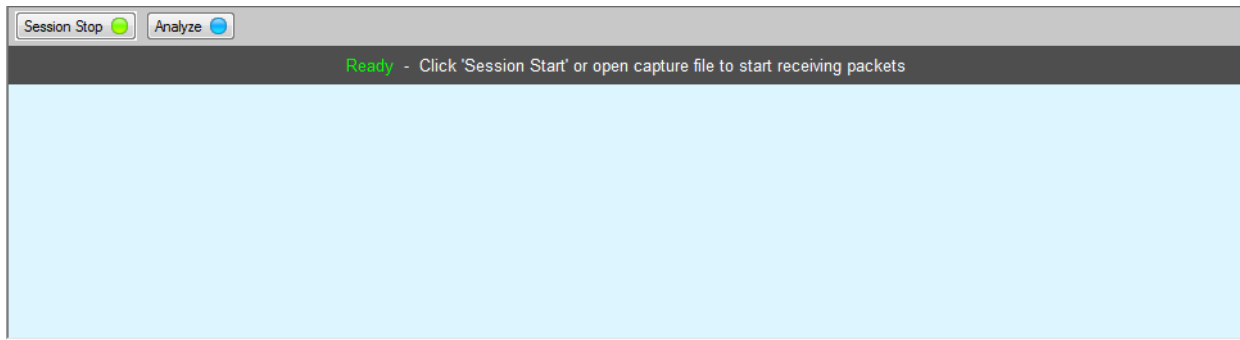 Session Stop Analyze
Ready - Click 'Session Start' or open capture file to start receiving packets